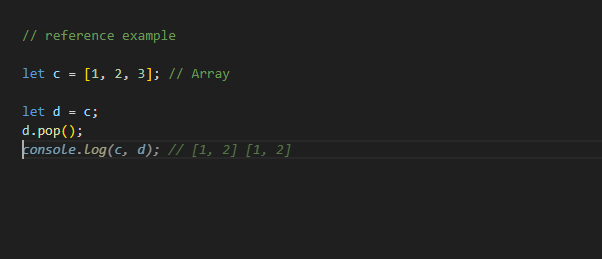 // reference example
let c = [1, 2, 3]; // Array
let d = c;
d.pop();
console.log(c, d); // [1, 2] [1, 2]